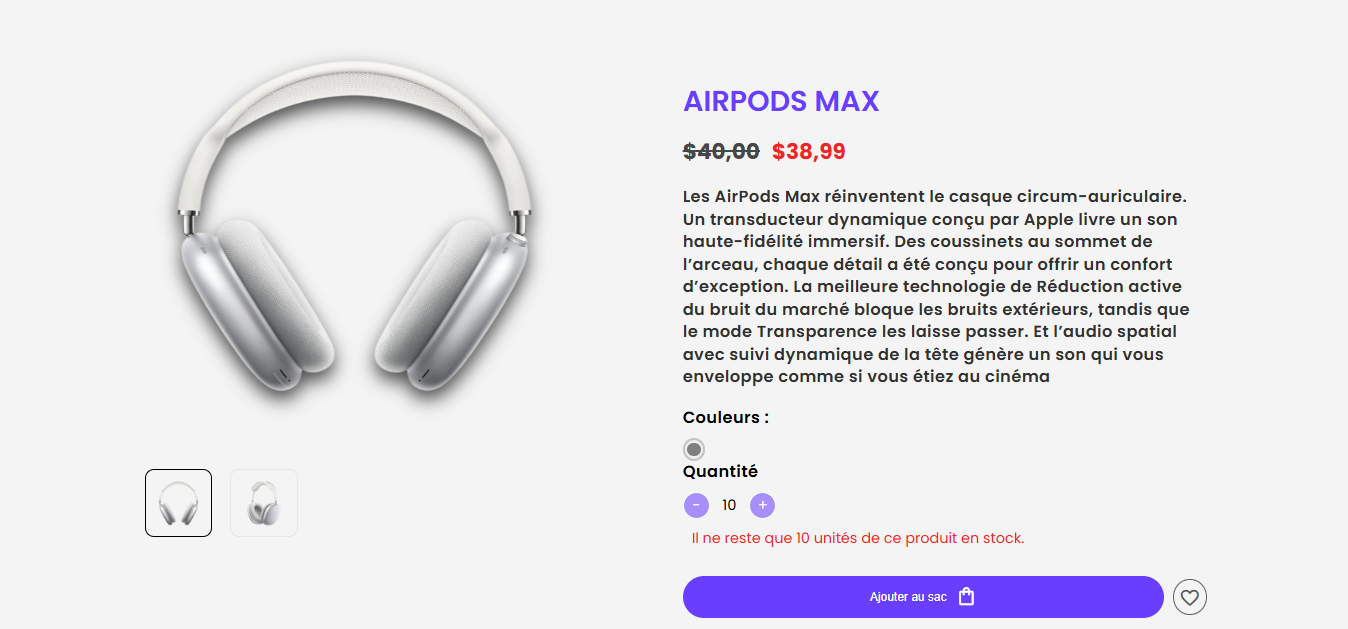 AIRPODS MAX
$40,00 $38,99
Les AirPods Max réinventent le casque circum-auriculaire.
Un transducteur dynamique conçu par Apple livre un son
haute-fidélité immersif. Des coussinets au sommet de
l’arceau, chaque détail a été conçu pour offrir un confort
d’exception. La meilleure technologie de Réduction active
du bruit du marché bloque les bruits extérieurs, tandis que
le mode Transparence les laisse passer. Et l’audio spatial
avec suivi dynamique de la tête génère un son qui vous
enveloppe comme si vous étiez au cinéma
Couleurs :
Quantité
- 10 +
Il ne reste que 10 unités de ce produit en stock.
Ajouter au sac